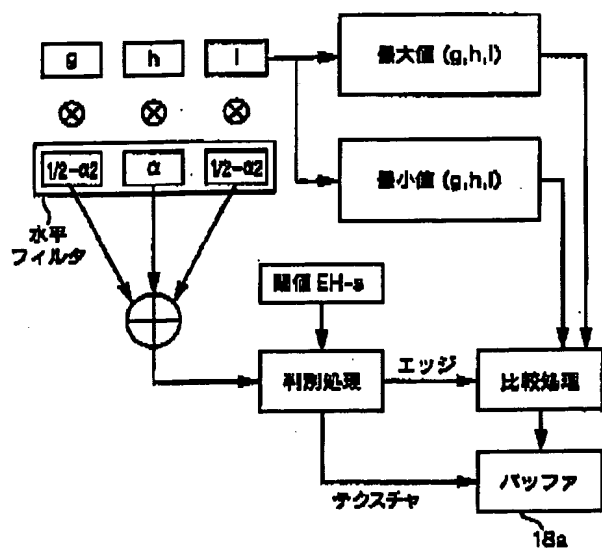 g h l
最大値 (g,h,l)
最小値 (g,h,l)
1/2-α2 α 1/2-α2
水平
フィルタ
閾値 EH-a
判別処理
エッジ
比較処理
テクスチャ
バッファ
18a